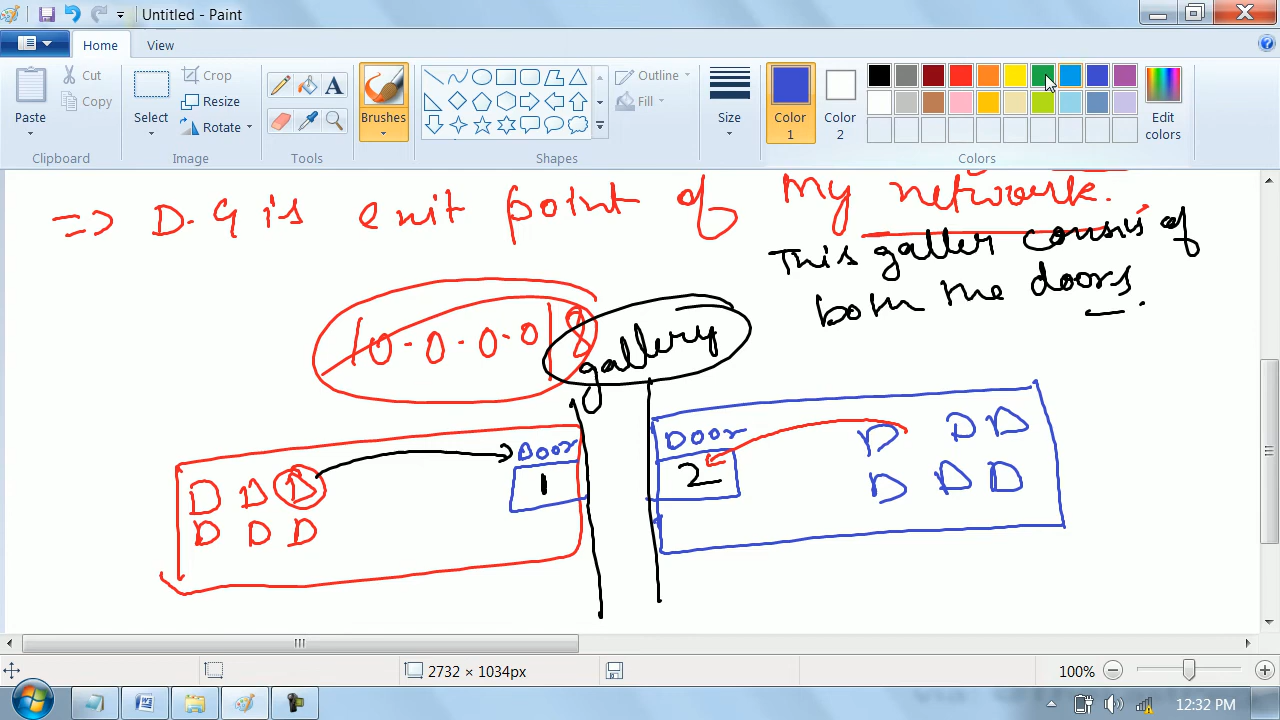 Untitled - Paint
Home View
Paste
Cut
Copy
Clipboard
Select
Crop
Resize
Rotate
Image
Tools
Brushes
Shapes
Outline
Fill
Size
Color 1
Color 2
Edit colors
Colors
=> D.G is exit point of My network.
This galler consis of
both the doors.
10.0.0.0/8
gallery
Door
1
Door
2
D D D
D D D
D D D
D D D
2732 × 1034px
100%
12:32 PM